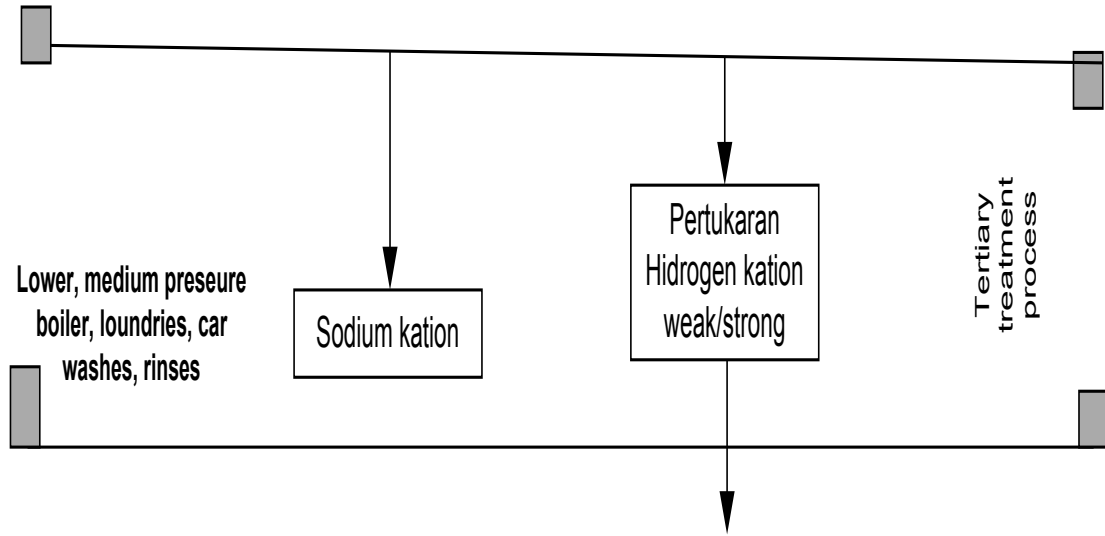 Lower, medium preseure
boiler, loundries, car
washes, rinses
Sodium kation
Pertukaran
Hidrogen kation
weak/strong
Tertiary
treatment
process